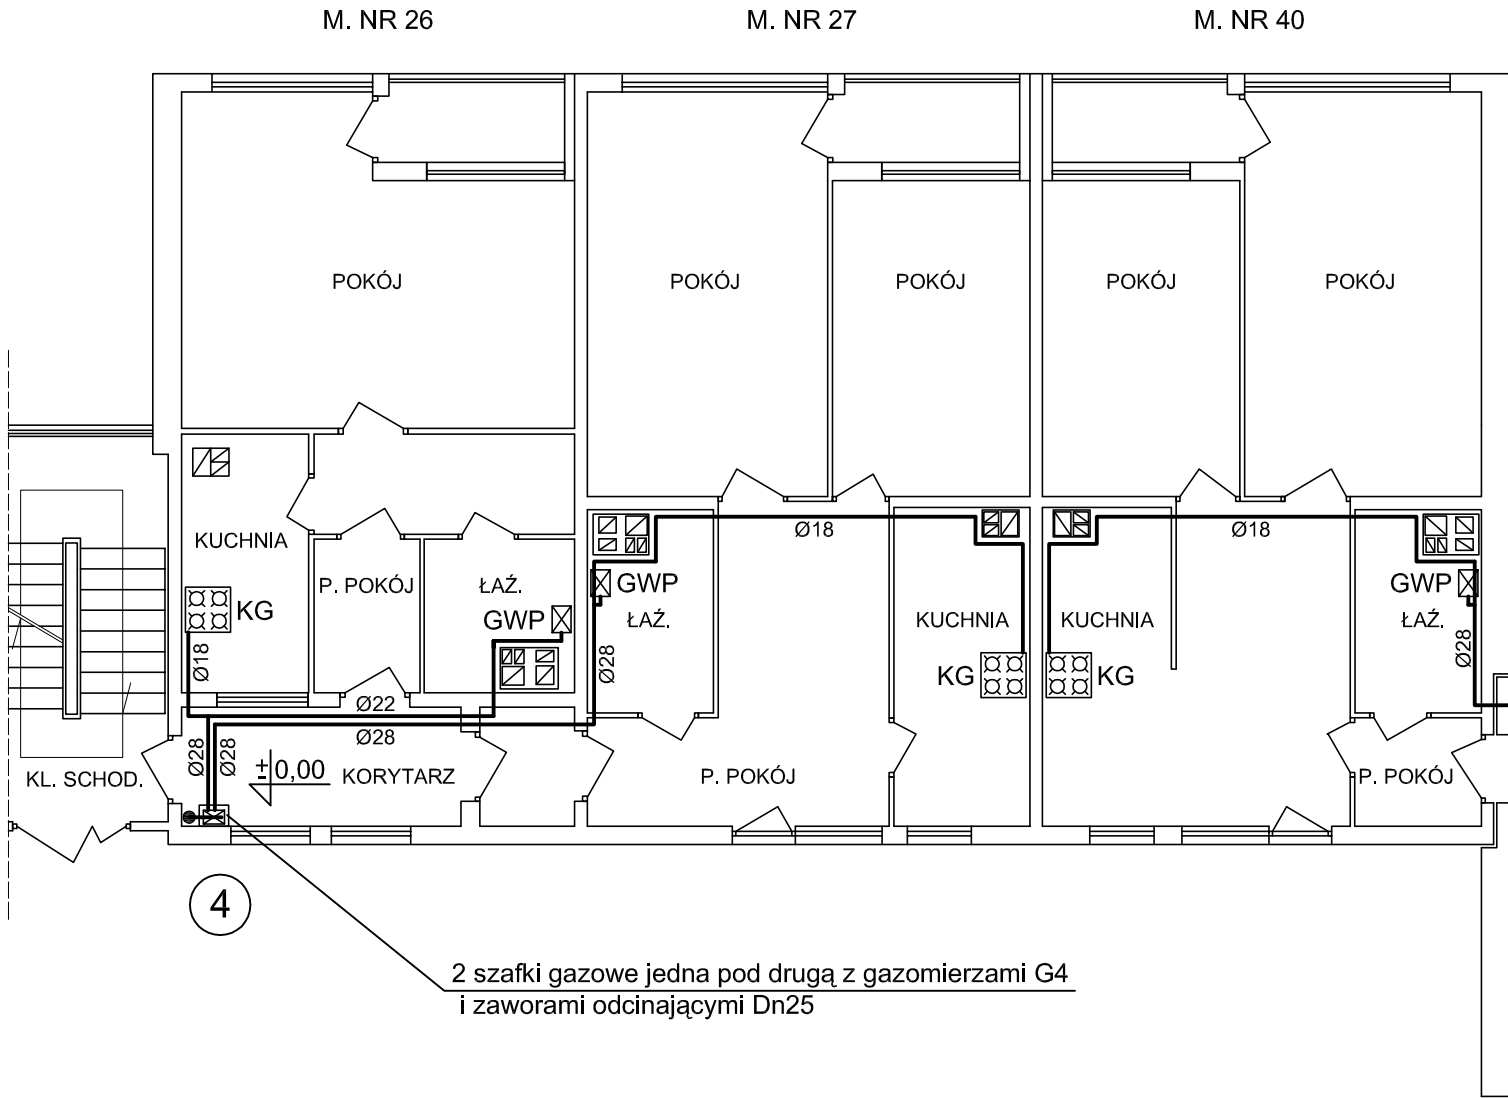 M. NR 26
M. NR 27
M. NR 40
POKÓJ
POKÓJ
POKÓJ
POKÓJ
POKÓJ
Ø18
Ø18
KUCHNIA
P. POKÓJ
ŁAŹ.
GWP
KG
GWP
ŁAŹ.
KUCHNIA
KG
KUCHNIA
KG
GWP
ŁAŹ.
Ø18
Ø28
Ø28
Ø22
Ø28
Ø28
Ø28
±0,00
KORYTARZ
KL. SCHOD.
P. POKÓJ
P. POKÓJ
4
2 szafki gazowe jedna pod drugą z gazomierzami G4
i zaworami odcinającymi Dn25